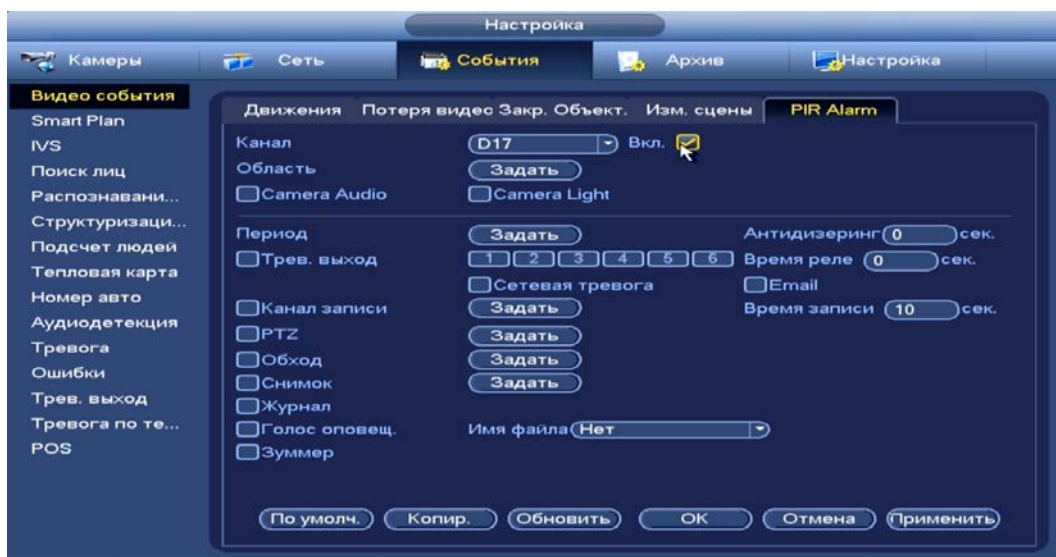 Настройка
Камеры Сеть События Архив Настройка
Видео события
Smart Plan
IVS
Поиск лиц
Распознавани...
Структуризаци...
Подсчет людей
Тепловая карта
Номер авто
Аудиодетекция
Тревога
Ошибки
Трев. выход
Тревога по те...
POS
Движения Потеря видео Закр. Объект. Изм. сцены PIR Alarm
Канал D17 Вкл.
Область Задать
Camera Audio Camera Light
Период Задать Антидизеринг 0 сек.
Трев. выход 1 2 3 4 5 6 Время реле 0 сек.
Сетевая тревога Email
Канал записи Задать Время записи 10 сек.
PTZ Задать
Обход Задать
Снимок Задать
Журнал
Голос оповещ. Имя файла Нет
Зуммер
По умолч. Копир. Обновить OK Отмена Применить